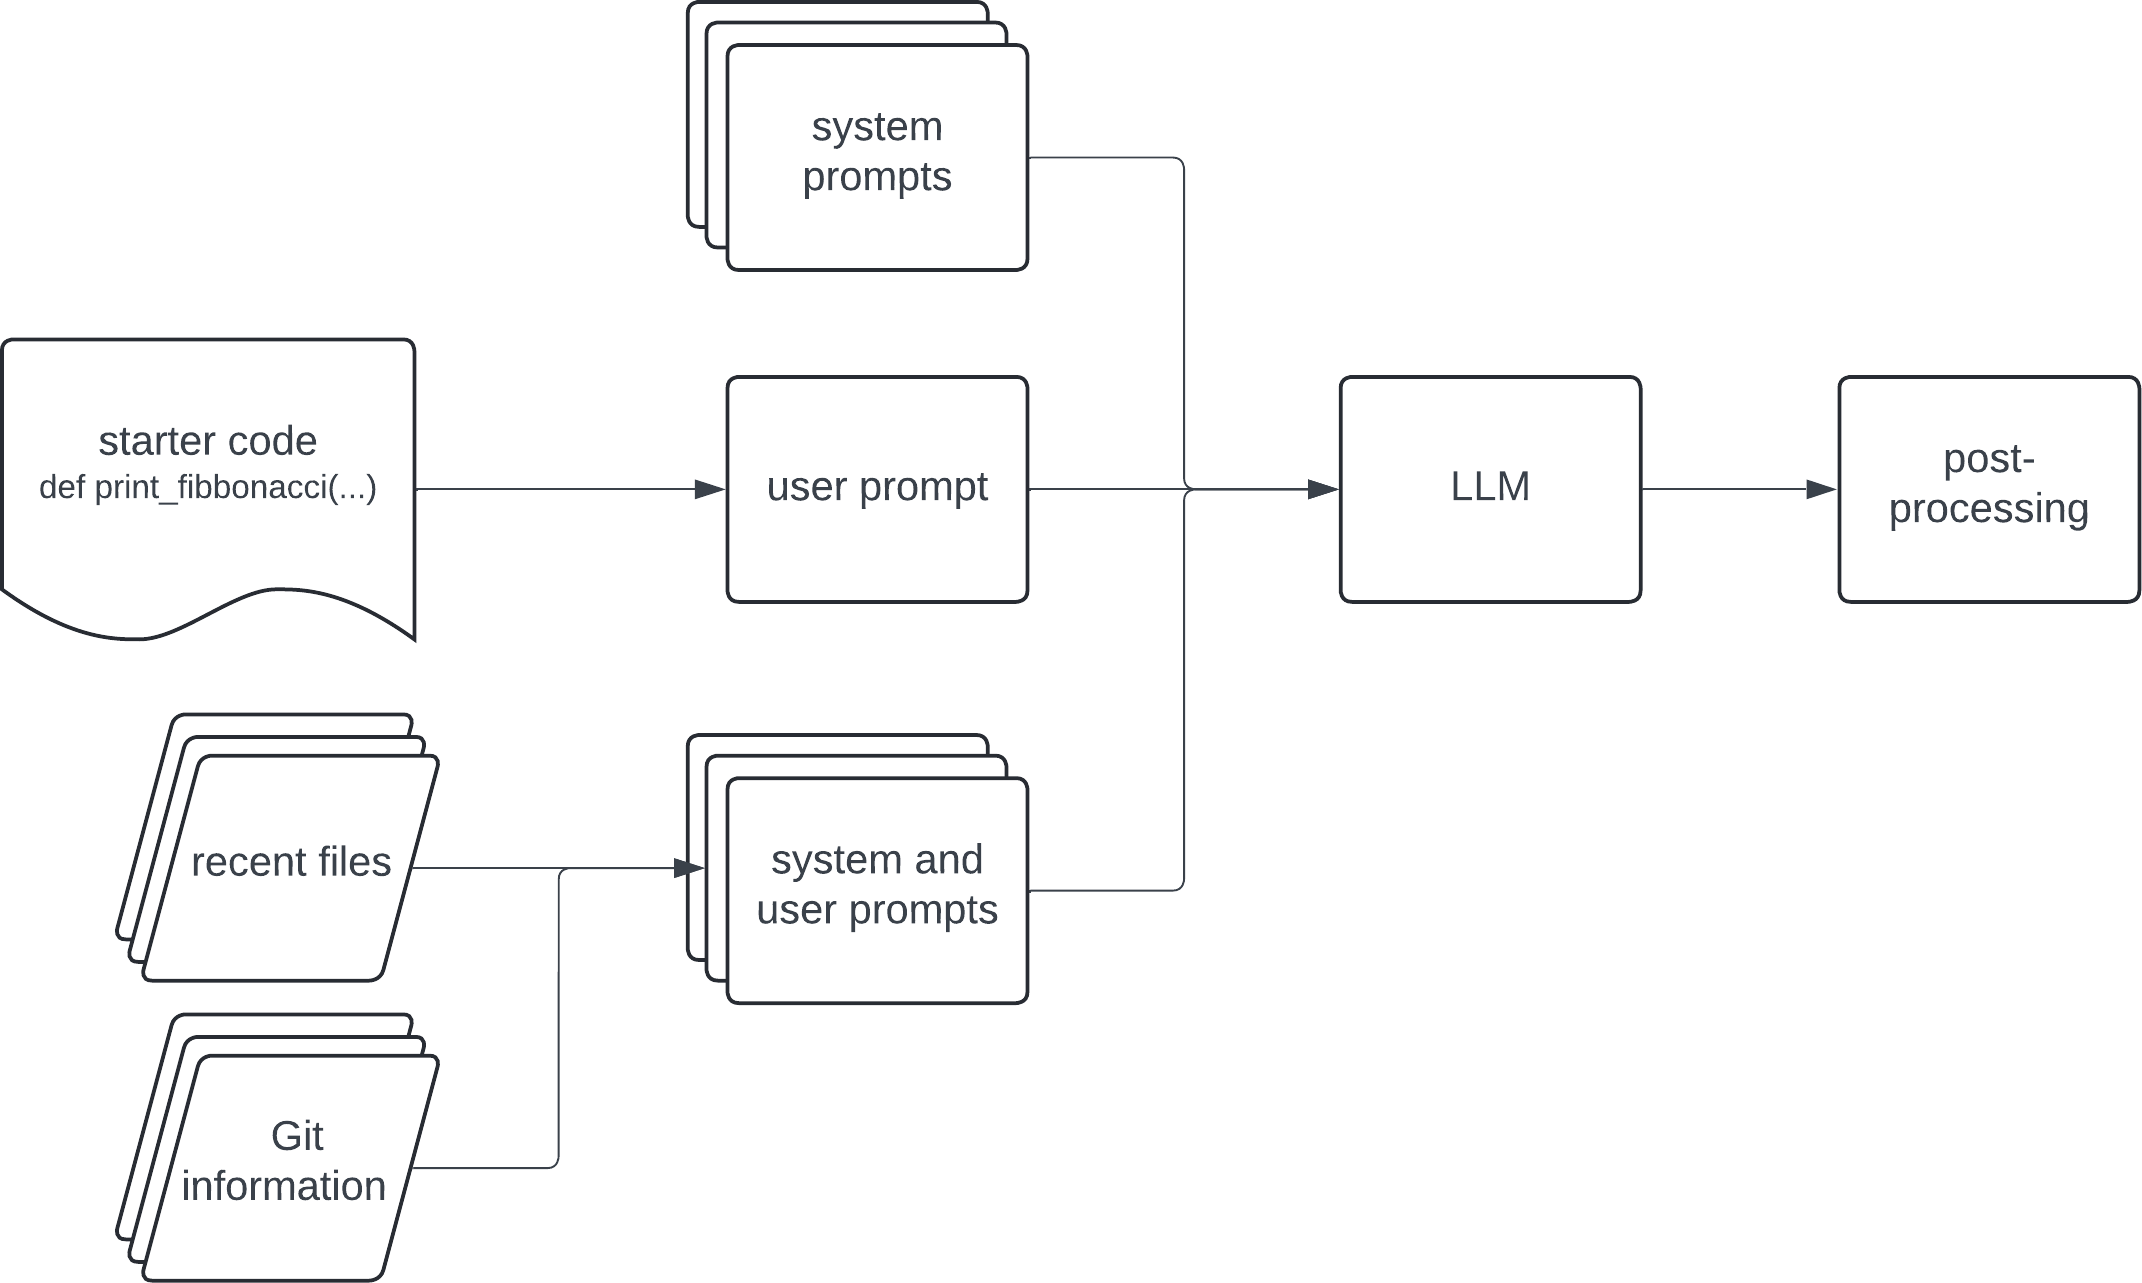 system
prompts
starter code
def print_fibbonacci(...)
user prompt
LLM
post-
processing
recent files
system and
user prompts
Git
information